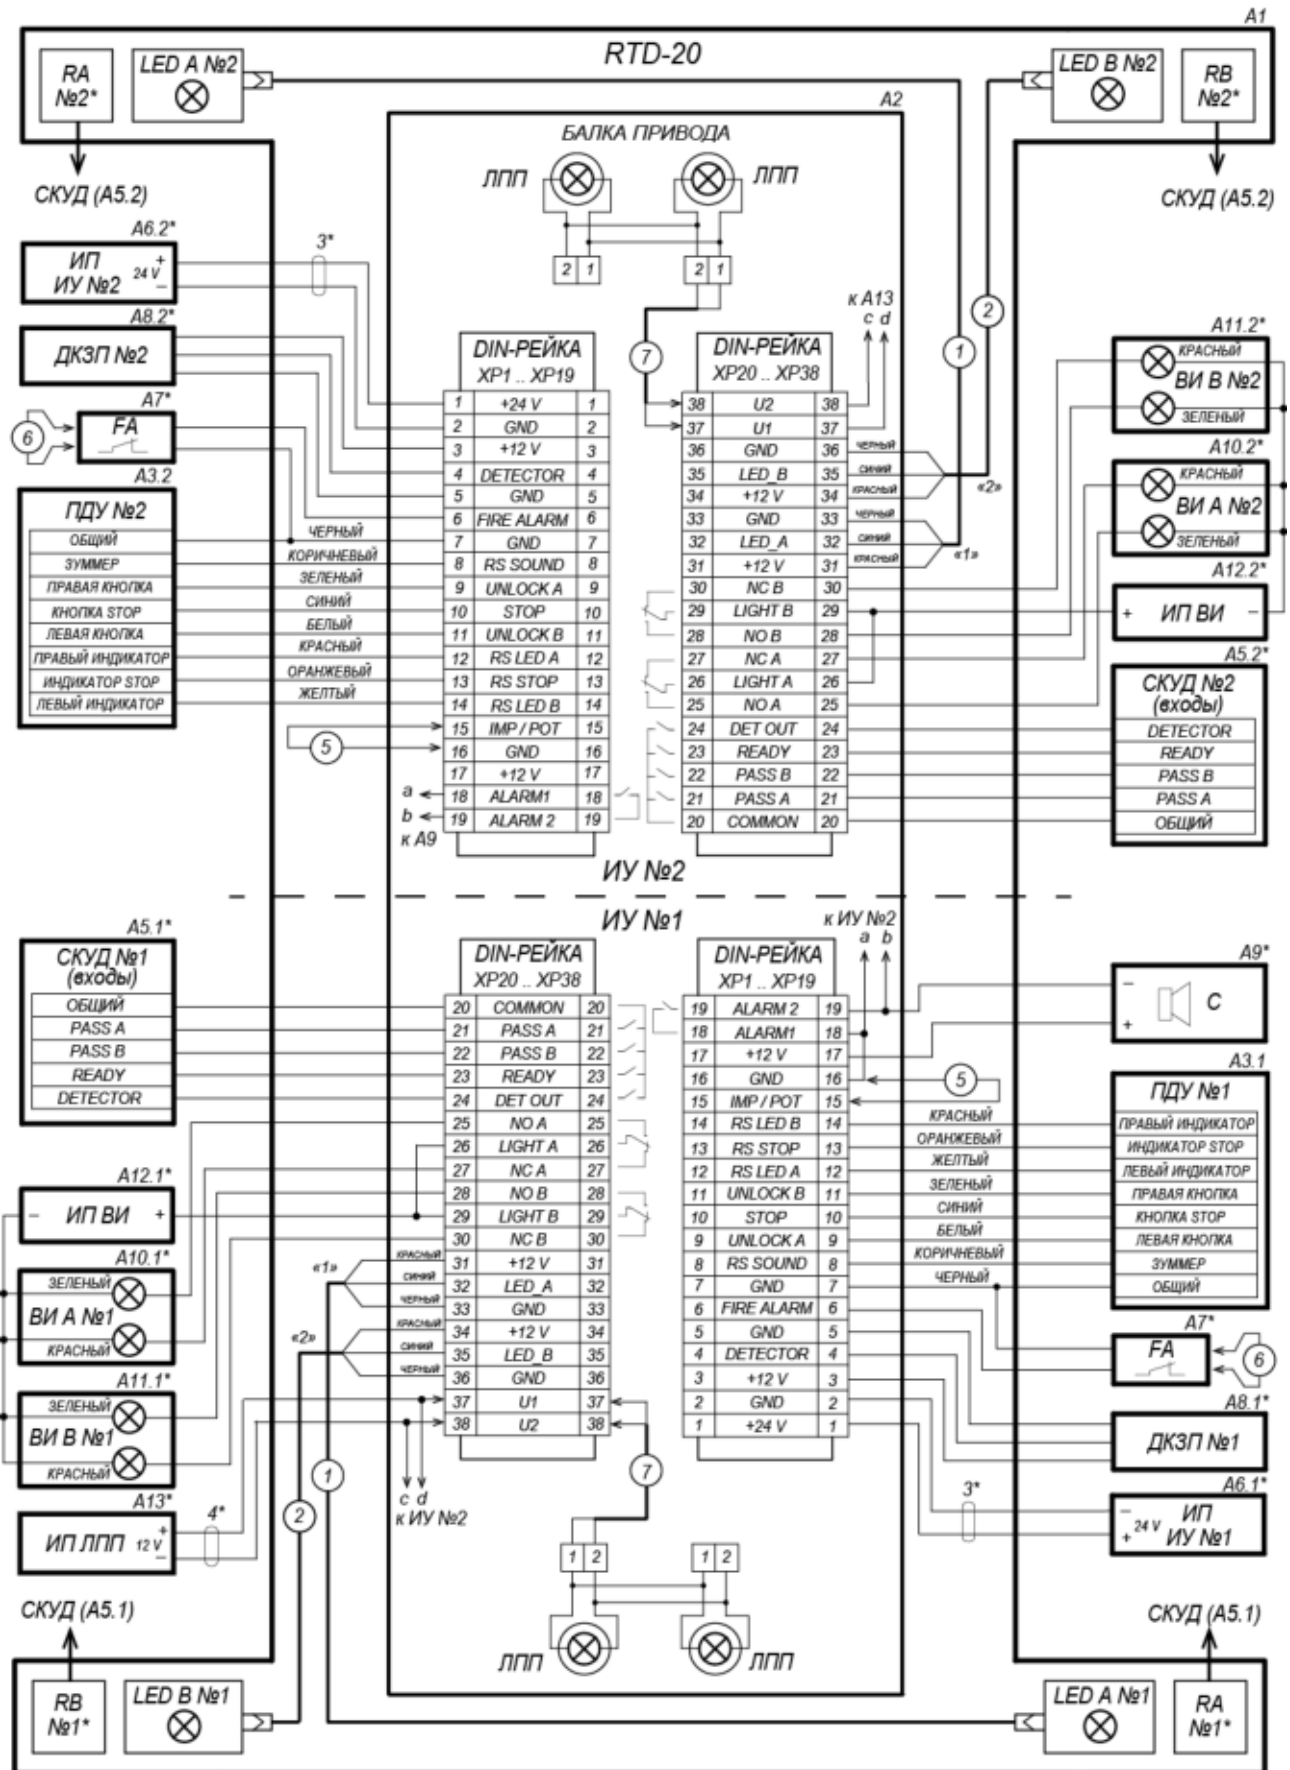 A1
RTD-20
RA
№2*
LED A №2
LED B №2
RB
№2*
A2
БАЛКА ПРИВОДА
ЛПП
ЛПП
СКУД (A5.2)
СКУД (A5.2)
2 1
2 1
A6.2*
ИП
ИУ №2
24 V
+
−
3*
A8.2*
ДКЗП №2
A7*
FA
6
A3.2
ПДУ №2
ОБЩИЙ
ЗУММЕР
ПРАВАЯ КНОПКА
КНОПКА STOP
ЛЕВАЯ КНОПКА
ПРАВЫЙ ИНДИКАТОР
ИНДИКАТОР STOP
ЛЕВЫЙ ИНДИКАТОР
ЧЕРНЫЙ
КОРИЧНЕВЫЙ
ЗЕЛЕНЫЙ
СИНИЙ
БЕЛЫЙ
КРАСНЫЙ
ОРАНЖЕВЫЙ
ЖЕЛТЫЙ
5
a
b
к A9
DIN-РЕЙКА
XP1 .. XP19
1 +24 V 1
2 GND 2
3 +12 V 3
4 DETECTOR 4
5 GND 5
6 FIRE ALARM 6
7 GND 7
8 RS SOUND 8
9 UNLOCK A 9
10 STOP 10
11 UNLOCK B 11
12 RS LED A 12
13 RS STOP 13
14 RS LED B 14
15 IMP / POT 15
16 GND 16
17 +12 V 17
18 ALARM1 18
19 ALARM 2 19
7
к A13
c d
DIN-РЕЙКА
XP20 .. XP38
38 U2 38
37 U1 37
36 GND 36
35 LED_B 35
34 +12 V 34
33 GND 33
32 LED_A 32
31 +12 V 31
30 NC B 30
29 LIGHT B 29
28 NO B 28
27 NC A 27
26 LIGHT A 26
25 NO A 25
24 DET OUT 24
23 READY 23
22 PASS B 22
21 PASS A 21
20 COMMON 20
ЧЕРНЫЙ
СИНИЙ
КРАСНЫЙ
ЧЕРНЫЙ
СИНИЙ
КРАСНЫЙ
«2»
«1»
1
2
A11.2*
КРАСНЫЙ
ВИ B №2
ЗЕЛЕНЫЙ
A10.2*
КРАСНЫЙ
ВИ A №2
ЗЕЛЕНЫЙ
A12.2*
+ ИП ВИ −
A5.2*
СКУД №2
(входы)
DETECTOR
READY
PASS B
PASS A
ОБЩИЙ
ИУ №2
ИУ №1
A5.1*
СКУД №1
(входы)
ОБЩИЙ
PASS A
PASS B
READY
DETECTOR
A12.1*
− ИП ВИ +
A10.1*
ЗЕЛЕНЫЙ
ВИ A №1
КРАСНЫЙ
A11.1*
ЗЕЛЕНЫЙ
ВИ B №1
КРАСНЫЙ
A13*
ИП ЛПП 12 V
+
−
4*
«1»
«2»
КРАСНЫЙ
СИНИЙ
ЧЕРНЫЙ
КРАСНЫЙ
СИНИЙ
ЧЕРНЫЙ
1
2
c d
к ИУ №2
DIN-РЕЙКА
XP20 .. XP38
20 COMMON 20
21 PASS A 21
22 PASS B 22
23 READY 23
24 DET OUT 24
25 NO A 25
26 LIGHT A 26
27 NC A 27
28 NO B 28
29 LIGHT B 29
30 NC B 30
31 +12 V 31
32 LED_A 32
33 GND 33
34 +12 V 34
35 LED_B 35
36 GND 36
37 U1 37
38 U2 38
7
к ИУ №2
a b
DIN-РЕЙКА
XP1 .. XP19
19 ALARM 2 19
18 ALARM1 18
17 +12 V 17
16 GND 16
15 IMP / POT 15
14 RS LED B 14
13 RS STOP 13
12 RS LED A 12
11 UNLOCK B 11
10 STOP 10
9 UNLOCK A 9
8 RS SOUND 8
7 GND 7
6 FIRE ALARM 6
5 GND 5
4 DETECTOR 4
3 +12 V 3
2 GND 2
1 +24 V 1
5
КРАСНЫЙ
ОРАНЖЕВЫЙ
ЖЕЛТЫЙ
ЗЕЛЕНЫЙ
СИНИЙ
БЕЛЫЙ
КОРИЧНЕВЫЙ
ЧЕРНЫЙ
A9*
−
+
C
A3.1
ПДУ №1
ПРАВЫЙ ИНДИКАТОР
ИНДИКАТОР STOP
ЛЕВЫЙ ИНДИКАТОР
ПРАВАЯ КНОПКА
КНОПКА STOP
ЛЕВАЯ КНОПКА
ЗУММЕР
ОБЩИЙ
A7*
FA
6
A8.1*
ДКЗП №1
A6.1*
3*
−
+
24 V
ИП
ИУ №1
1 2
1 2
ЛПП
ЛПП
СКУД (A5.1)
СКУД (A5.1)
RB
№1*
LED B №1
LED A №1
RA
№1*